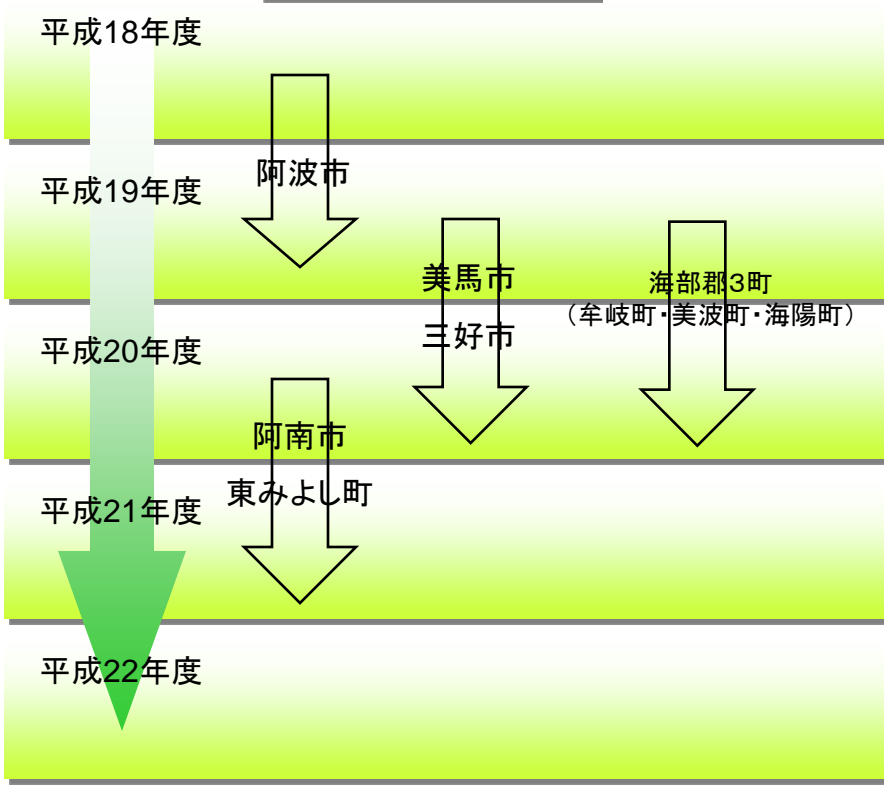 平成18年度
阿波市
平成19年度
美馬市
三好市
海部郡3町
（牟岐町・美波町・海陽町）
平成20年度
阿南市
東みよし町
平成21年度
平成22年度